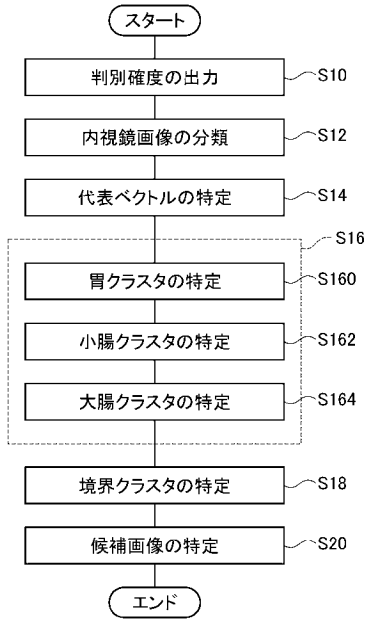 スタート
判別確度の出力 S10
内視鏡画像の分類 S12
代表ベクトルの特定 S14
S16
胃クラスタの特定 S160
小腸クラスタの特定 S162
大腸クラスタの特定 S164
境界クラスタの特定 S18
候補画像の特定 S20
エンド